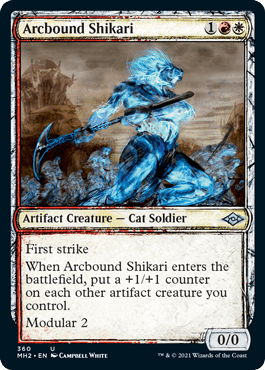 Arcbound Shikari 1
Artifact Creature — Cat Soldier
First strike
When Arcbound Shikari enters the
battlefield, put a +1/+1 counter
on each other artifact creature you
control.
Modular 2
0/0
360 U
MH2 • EN CAMPBELL WHITE ™ & © 2021 Wizards of the Coast